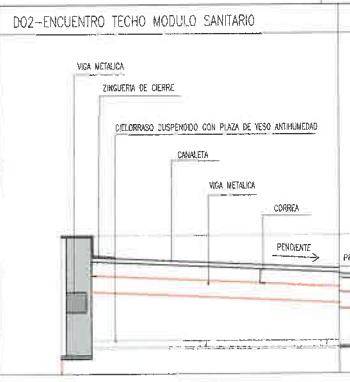 D02-ENCUENTRO TECHO MODULO SANITARIO
VIGA METALICA
ZINGUERIA DE CIERRE
CIELORRASO SUSPENDIDO CON PLAZA DE YESO ANTIHUMEDAD
CANALETA
VIGA METALICA
CORREA
PENDIENTE